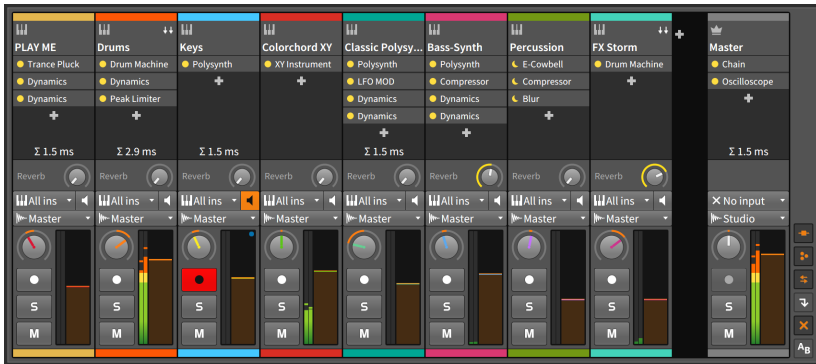 PLAY ME
Drums
Keys
Colorchord XY
Classic Polysy...
Bass-Synth
Percussion
FX Storm
Master
Trance Pluck
Drum Machine
Polysynth
XY Instrument
Polysynth
Polysynth
E-Cowbell
Drum Machine
Chain
Dynamics
Dynamics
LFO MOD
Compressor
Compressor
Oscilloscope
Dynamics
Peak Limiter
Dynamics
Dynamics
Blur
Dynamics
Dynamics
Σ 1.5 ms
Σ 2.9 ms
Σ 1.5 ms
Σ 1.5 ms
Σ 1.5 ms
Reverb
Reverb
Reverb
Reverb
Reverb
Reverb
Reverb
Reverb
All ins
All ins
All ins
All ins
All ins
All ins
All ins
All ins
No input
Master
Master
Master
Master
Master
Master
Master
Master
Studio
S
S
S
S
S
S
S
S
S
M
M
M
M
M
M
M
M
M
AB